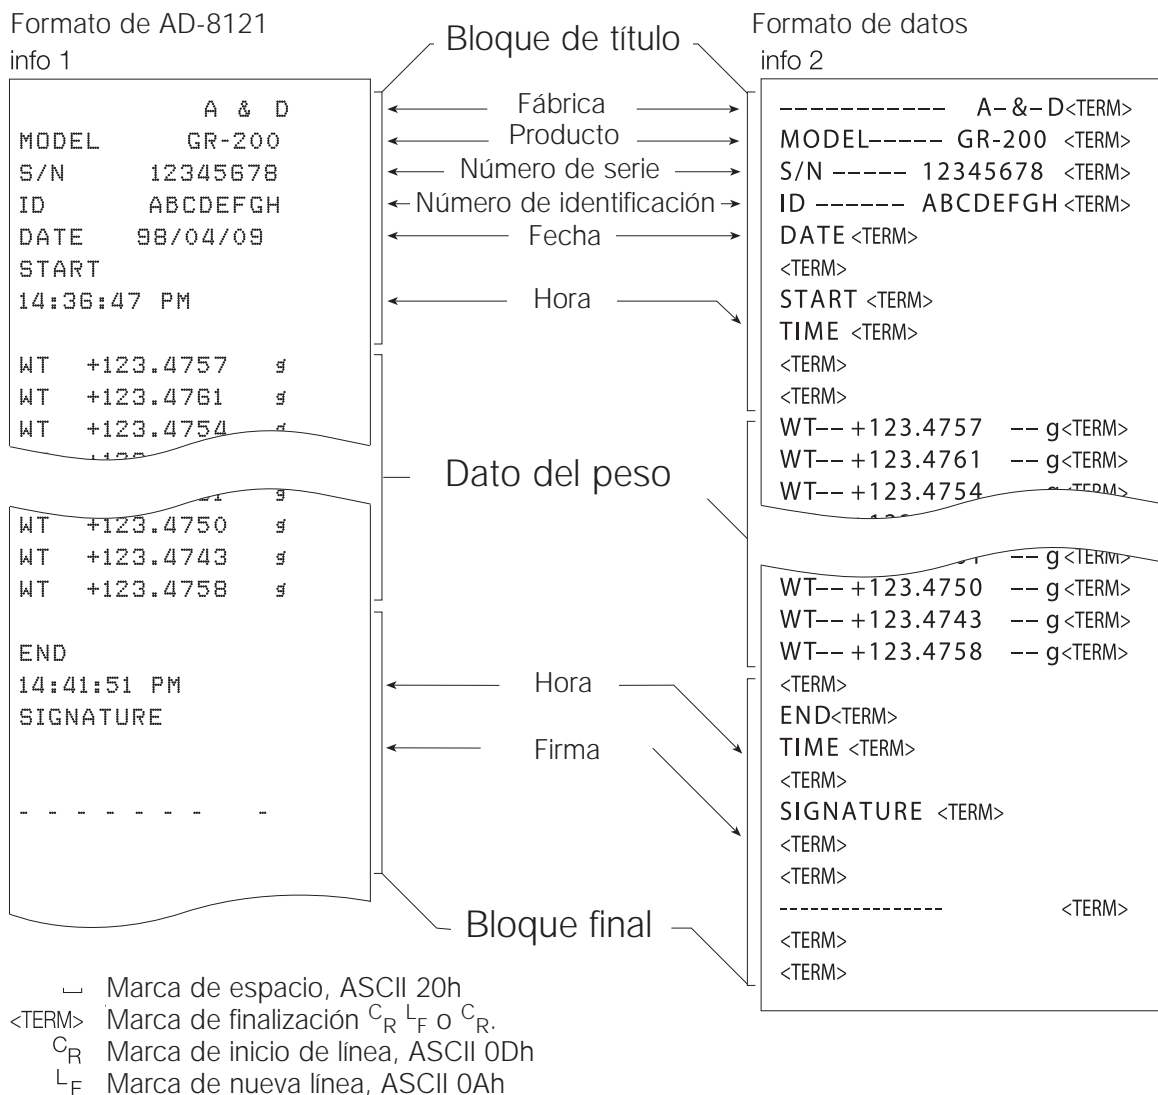 Formato de AD-8121
info 1
A & D
MODEL GR-200
S/N 12345678
ID ABCDEFGH
DATE 98/04/09
START
14:36:47 PM
WT +123.4757 g
WT +123.4761 g
WT +123.4754 g
WT +123.4750 g
WT +123.4743 g
WT +123.4758 g
END
14:41:51 PM
SIGNATURE
- - - - - - - -
Bloque de título
Fábrica
Producto
Número de serie
Número de identificación
Fecha
Hora
Dato del peso
Hora
Firma
Bloque final
Formato de datos
info 2
----------- A-&-D<TERM>
MODEL----- GR-200 <TERM>
S/N ----- 12345678 <TERM>
ID ------ ABCDEFGH <TERM>
DATE <TERM>
<TERM>
START <TERM>
TIME <TERM>
<TERM>
<TERM>
WT-- +123.4757 -- g<TERM>
WT-- +123.4761 -- g<TERM>
WT-- +123.4754 -- g<TERM>
-- g<TERM>
WT-- +123.4750 -- g<TERM>
WT-- +123.4743 -- g<TERM>
WT-- +123.4758 -- g<TERM>
<TERM>
END<TERM>
TIME <TERM>
<TERM>
SIGNATURE <TERM>
<TERM>
<TERM>
---------------- <TERM>
<TERM>
<TERM>
⎵ Marca de espacio, ASCII 20h
<TERM> Marca de finalización CR LF o CR.
CR Marca de inicio de línea, ASCII 0Dh
LF Marca de nueva línea, ASCII 0Ah